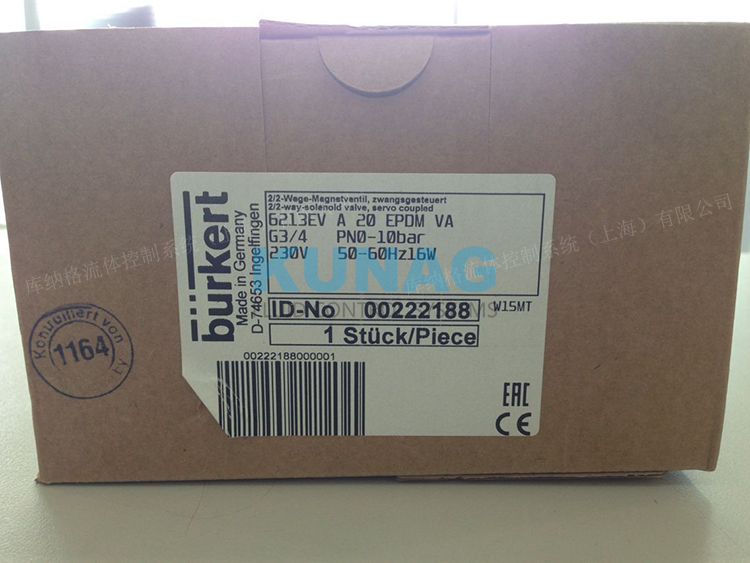 bürkert
Made in Germany
D-74653 Ingelfingen
2/2-Wege-Magnetventil, zwangsgesteuert
2/2-way-solenoid valve, servo coupled
6213EV A 20 EPDM VA
G3/4 PN0-10bar
230V 50-60Hz16W
KUNAG
ID-No 00222188
W15MT
1 Stück/Piece
00222188000001
EAC
CE
Konturlliert van
1164
库纳格流体控制系统（上海）有限公司
库纳格流体控制系统